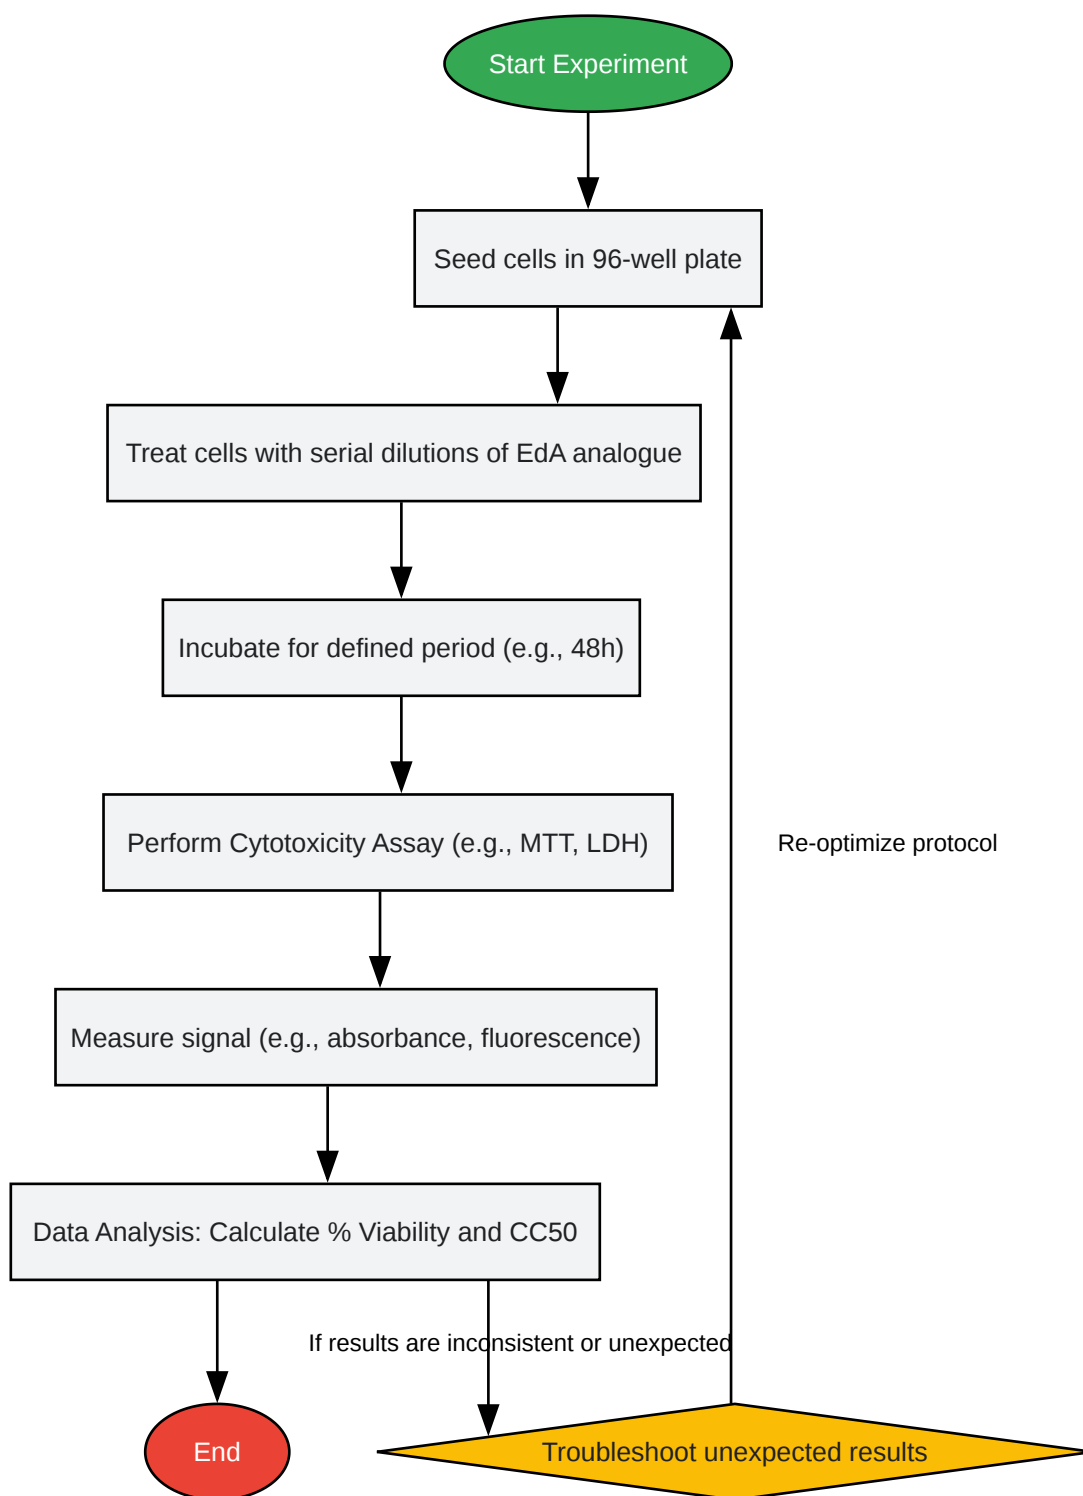 Start Experiment
Seed cells in 96-well plate
Treat cells with serial dilutions of EdA analogue
Incubate for defined period (e.g., 48h)
Perform Cytotoxicity Assay (e.g., MTT, LDH)
Re-optimize protocol
Measure signal (e.g., absorbance, fluorescence)
Data Analysis: Calculate % Viability and CC50
If results are inconsistent or unexpected
End
Troubleshoot unexpected results